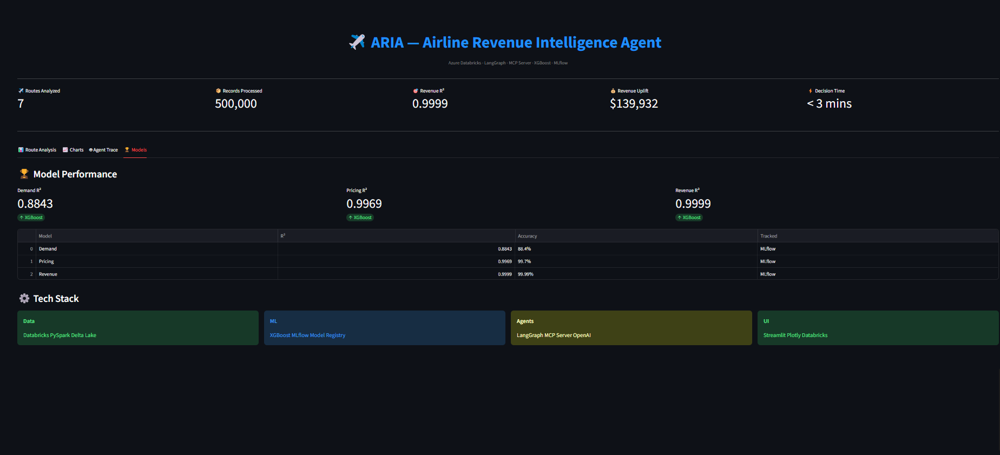 ✈️ ARIA — Airline Revenue Intelligence Agent
Azure Databricks · LangGraph · MCP Server · XGBoost · MLflow
✈️ Routes Analyzed
7
📦 Records Processed
500,000
🎯 Revenue R²
0.9999
💰 Revenue Uplift
$139,932
⚡ Decision Time
< 3 mins
📊 Route Analysis 📈 Charts Agent Trace 🏆 Models
🏆 Model Performance
Demand R²
0.8843
↑ XGBoost
Pricing R²
0.9969
↑ XGBoost
Revenue R²
0.9999
↑ XGBoost
Model R² Accuracy Tracked
0 Demand 0.8843 88.4% MLflow
1 Pricing 0.9969 99.7% MLflow
2 Revenue 0.9999 99.99% MLflow
⚙️ Tech Stack
Data
Databricks PySpark Delta Lake
ML
XGBoost MLflow Model Registry
Agents
LangGraph MCP Server OpenAI
UI
Streamlit Plotly Databricks